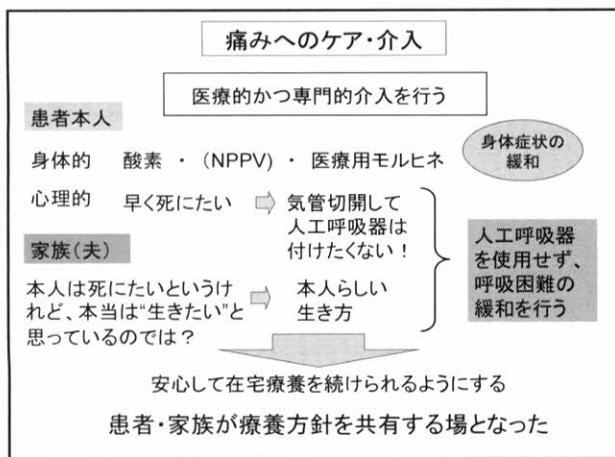 痛みへのケア・介入
医療的かつ専門的介入を行う
患者本人
身体的 酸素 ・ (NPPV) ・ 医療用モルヒネ
身体症状の
緩和
心理的 早く死にたい
気管切開して
人工呼吸器は
付けたくない！
家族(夫)
本人は死にたいというけ
れど、本当は“生きたい”と
思っているのでは？
本人らしい
生き方
人工呼吸器
を使用せず、
呼吸困難の
緩和を行う
安心して在宅療養を続けられるようにする
患者・家族が療養方針を共有する場となった